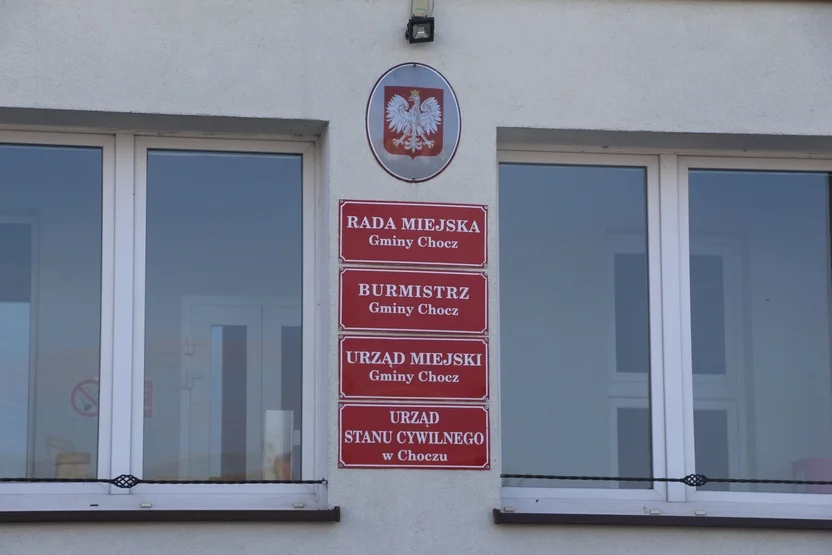 RADA MIEJSKA
Gminy Chocz
BURMISTRZ
Gminy Chocz
URZĄD MIEJSKI
Gminy Chocz
URZĄD
STANU CYWILNEGO
w Choczu